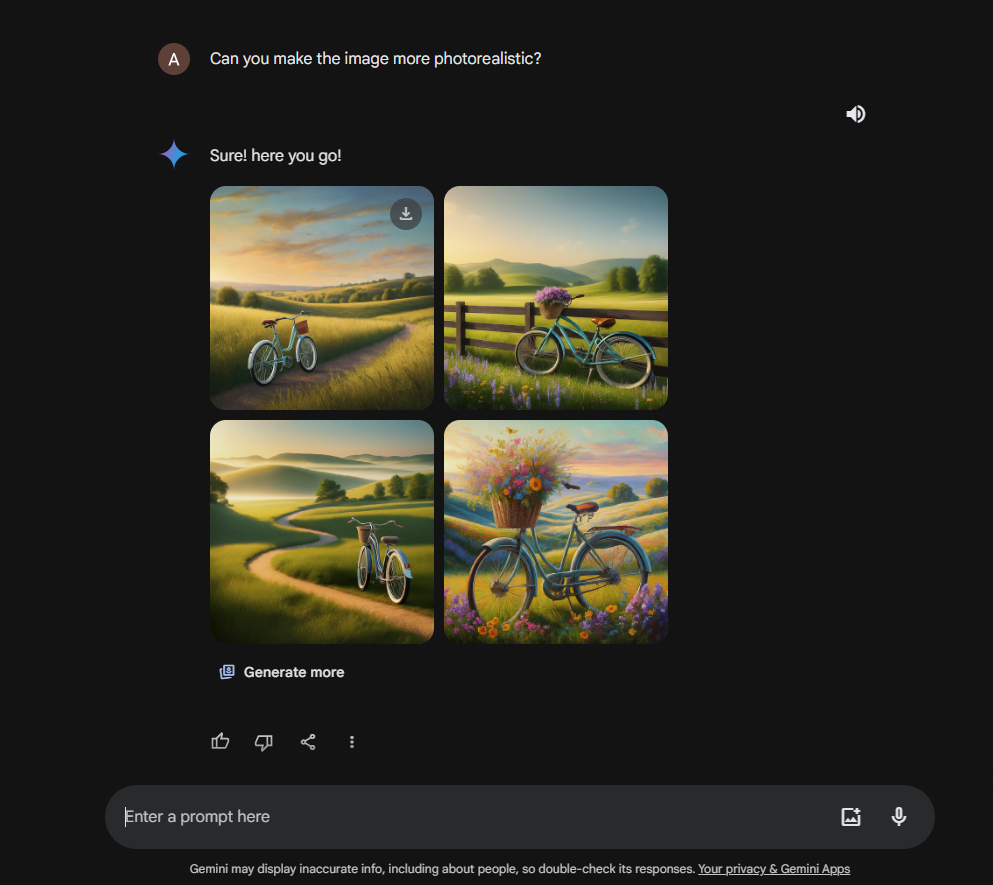 A
Can you make the image more photorealistic?
Sure! here you go!
Generate more
Enter a prompt here
Gemini may display inaccurate info, including about people, so double-check its responses. Your privacy & Gemini Apps